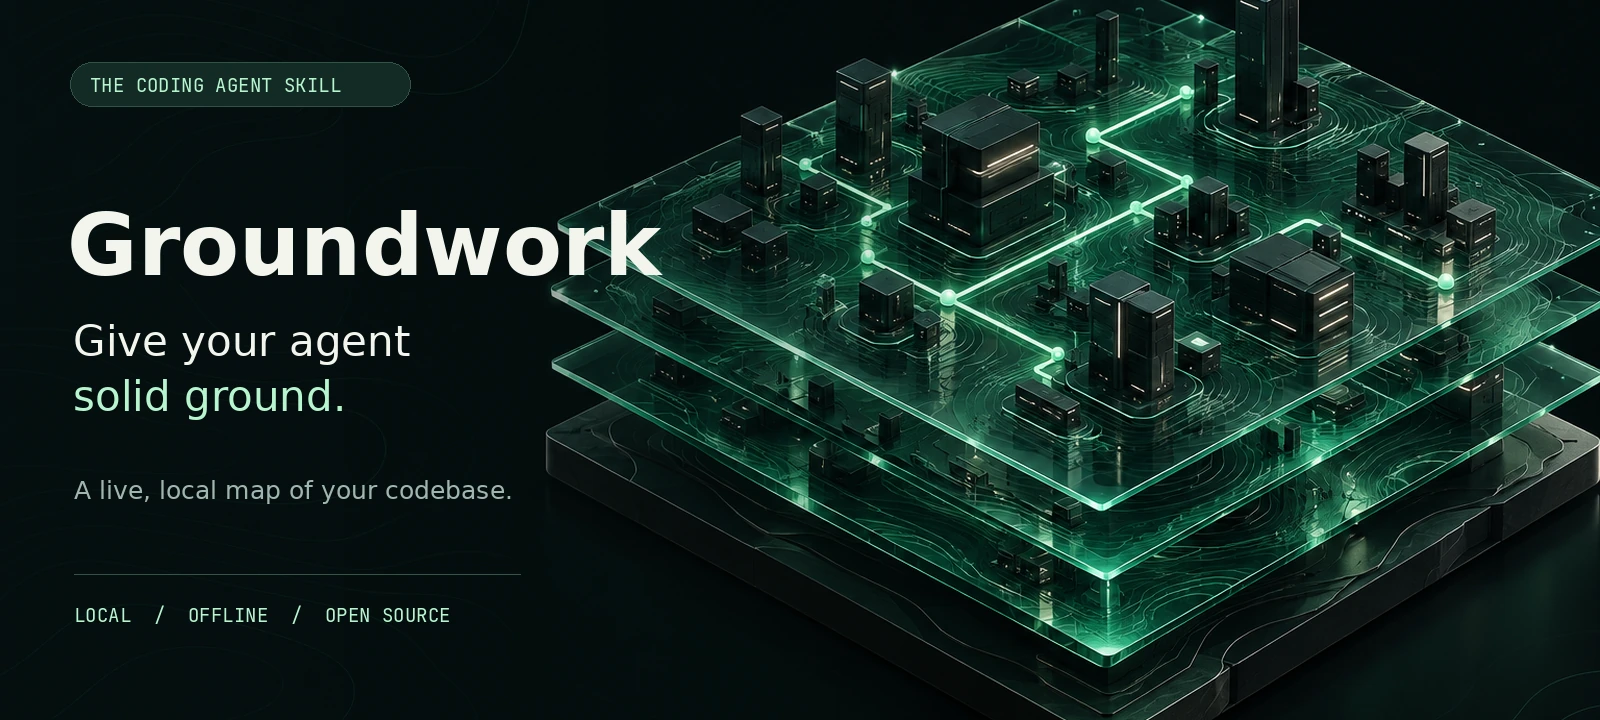 THE CODING AGENT SKILL
Groundwork
Give your agent
solid ground.
A live, local map of your codebase.
LOCAL / OFFLINE / OPEN SOURCE